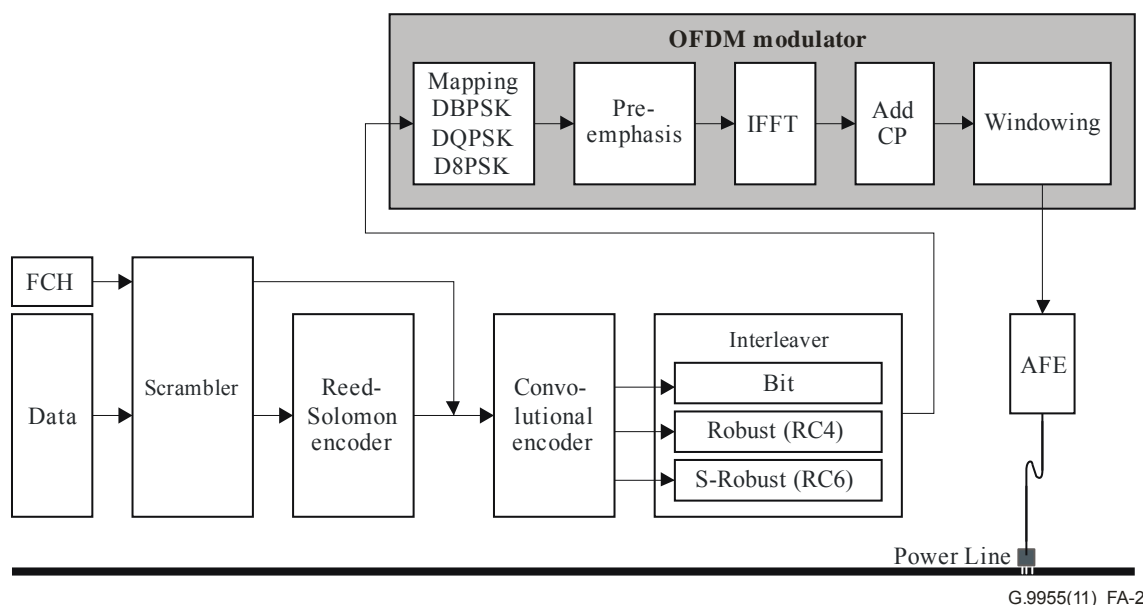 OFDM modulator
Mapping
DBPSK
DQPSK
D8PSK
Pre-
emphasis
IFFT
Add
CP
Windowing
FCH
Data
Scrambler
Reed-
Solomon
encoder
Convo-
lutional
encoder
Interleaver
Bit
Robust (RC4)
S-Robust (RC6)
AFE
Power Line
G.9955(11)_FA-2